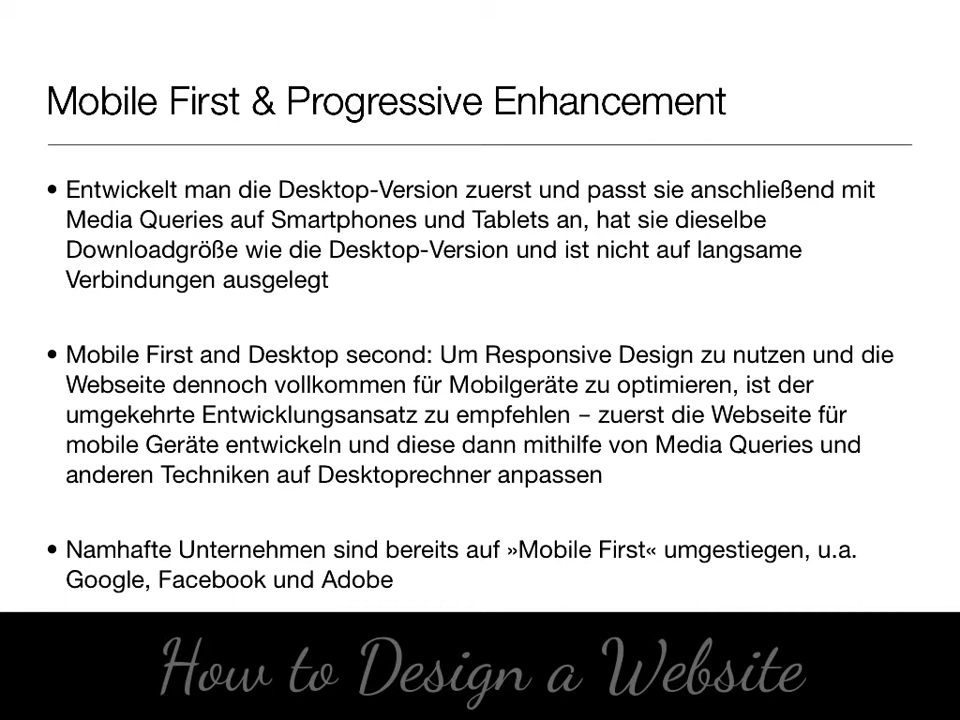 Mobile First & Progressive Enhancement
• Entwickelt man die Desktop-Version zuerst und passt sie anschließend mit
Media Queries auf Smartphones und Tablets an, hat sie dieselbe
Downloadgröße wie die Desktop-Version und ist nicht auf langsame
Verbindungen ausgelegt
• Mobile First and Desktop second: Um Responsive Design zu nutzen und die
Webseite dennoch vollkommen für Mobilgeräte zu optimieren, ist der
umgekehrte Entwicklungsansatz zu empfehlen – zuerst die Webseite für
mobile Geräte entwickeln und diese dann mithilfe von Media Queries und
anderen Techniken auf Desktoprechner anpassen
• Namhafte Unternehmen sind bereits auf »Mobile First« umgestiegen, u.a.
Google, Facebook und Adobe
How to Design a Website